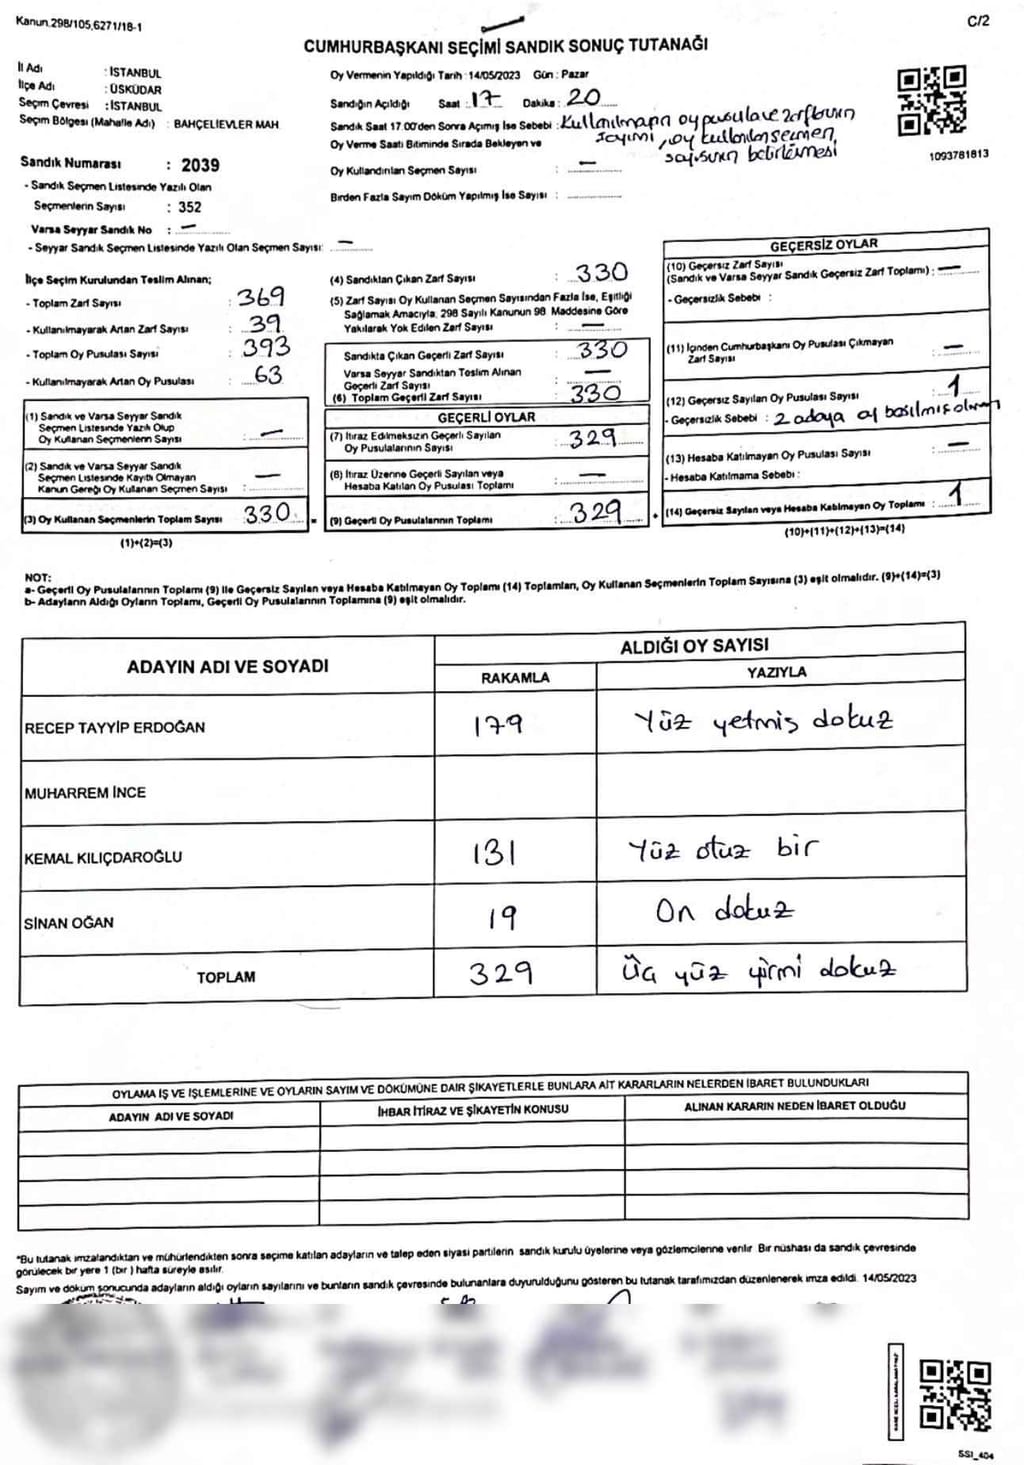 Kanun.298/105,6271/18-1
C/2
CUMHURBAŞKANI SEÇİMİ SANDIK SONUÇ TUTANAĞI
İl Adı : İSTANBUL
İlçe Adı : ÜSKÜDAR
Seçim Çevresi : İSTANBUL
Seçim Bölgesi (Mahalle Adı) : BAHÇELİEVLER MAH.
Sandık Numarası : 2039
- Sandık Seçmen Listesinde Yazılı Olan
Seçmenlerin Sayısı : 352
Varsa Seyyar Sandık No : —
- Seyyar Sandık Seçmen Listesinde Yazılı Olan Seçmen Sayısı: —
Oy Vermenin Yapıldığı Tarih : 14/05/2023 Gün : Pazar
Sandığın Açıldığı Saat : 17 Dakika : 20
Sandık Saat 17.00'den Sonra Açımış İse Sebebi : Kullanılmayan oy pusula ve zarflarının
sayımı, oy kullanılan seçmen,
sayısının belirlenmesi
Oy Verme Saati Bitiminde Sırada Bekleyen ve
Oy Kullandırılan Seçmen Sayısı : —
Birden Fazla Sayım Döküm Yapılmış İse Sayısı :
1093781813
İlçe Seçim Kurulundan Teslim Alınan;
- Toplam Zarf Sayısı : 369
- Kullanılmayarak Artan Zarf Sayısı : 39
- Toplam Oy Pusulası Sayısı : 393
- Kullanılmayarak Artan Oy Pusulası : 63
(1) Sandık ve Varsa Seyyar Sandık
Seçmen Listesinde Yazılı Olup
Oy Kullanan Seçmenlerin Sayısı : —
(2) Sandık ve Varsa Seyyar Sandık
Seçmen Listesinde Kayıtlı Olmayan
Kanun Gereği Oy Kullanan Seçmen Sayısı : —
(3) Oy Kullanan Seçmenlerin Toplam Sayısı 330
(1)+(2)=(3)
(4) Sandıktan Çıkan Zarf Sayısı : 330
(5) Zarf Sayısı Oy Kullanan Seçmen Sayısından Fazla İse, Eşitliği
Sağlamak Amacıyla, 298 Sayılı Kanunun 98 Maddesine Göre
Yakılarak Yok Edilen Zarf Sayısı : —
Sandıkta Çıkan Geçerli Zarf Sayısı : 330
Varsa Seyyar Sandıktan Teslim Alınan
Geçerli Zarf Sayısı : —
(6) Toplam Geçerli Zarf Sayısı : 330
GEÇERLİ OYLAR
(7) İtiraz Edilmeksizin Geçerli Sayılan
Oy Pusulalarının Sayısı : 329
(8) İtiraz Üzerine Geçerli Sayılan veya
Hesaba Katılan Oy Pusulası Toplamı : —
= (9) Geçerli Oy Pusulalarının Toplamı : 329
GEÇERSİZ OYLAR
(10) Geçersiz Zarf Sayısı
(Sandık ve Varsa Seyyar Sandık Geçersiz Zarf Toplamı) : —
- Geçersizlik Sebebi :
(11) İçinden Cumhurbaşkanı Oy Pusulası Çıkmayan
Zarf Sayısı : —
(12) Geçersiz Sayılan Oy Pusulası Sayısı : 1
- Geçersizlik Sebebi : 2 adaya oy basılmış olması
(13) Hesaba Katılmayan Oy Pusulası Sayısı : —
- Hesaba Katılmama Sebebi :
+ (14) Geçersiz Sayılan veya Hesaba Katılmayan Oy Toplamı : 1
(10)+(11)+(12)+(13)=(14)
NOT:
a- Geçerli Oy Pusulalarının Toplamı (9) ile Geçersiz Sayılan veya Hesaba Katılmayan Oy Toplamı (14) Toplamları, Oy Kullanan Seçmenlerin Toplam Sayısına (3) eşit olmalıdır. (9)+(14)=(3)
b- Adayların Aldığı Oyların Toplamı, Geçerli Oy Pusulalarının Toplamına (9) eşit olmalıdır.
ADAYIN ADI VE SOYADI ALDIĞI OY SAYISI
RAKAMLA YAZIYLA
RECEP TAYYİP ERDOĞAN 179 Yüz yetmiş dokuz
MUHARREM İNCE
KEMAL KILIÇDAROĞLU 131 Yüz otuz bir
SİNAN OĞAN 19 On dokuz
TOPLAM 329 Üç yüz yirmi dokuz
OYLAMA İŞ VE İŞLEMLERİNE VE OYLARIN SAYIM VE DÖKÜMÜNE DAİR ŞİKAYETLERLE BUNLARA AİT KARARLARIN NELERDEN İBARET BULUNDUKLARI
ADAYIN ADI VE SOYADI İHBAR İTİRAZ VE ŞİKAYETİN KONUSU ALINAN KARARIN NEDEN İBARET OLDUĞU
*Bu tutanak imzalandıktan ve mühürlendikten sonra seçime katılan adayların ve talep eden siyasi partilerin sandık kurulu üyelerine veya gözlemcilerine verilir. Bir nüshası da sandık çevresinde
görülecek bir yere 1 (bir ) hafta süreyle asılır.
Sayım ve döküm sonucunda adayların aldığı oyların sayılarını ve bunların sandık çevresinde bulunanlara duyurulduğunu gösteren bu tutanak tarafımızdan düzenlenerek imza edildi. 14/05/2023
SSI_404